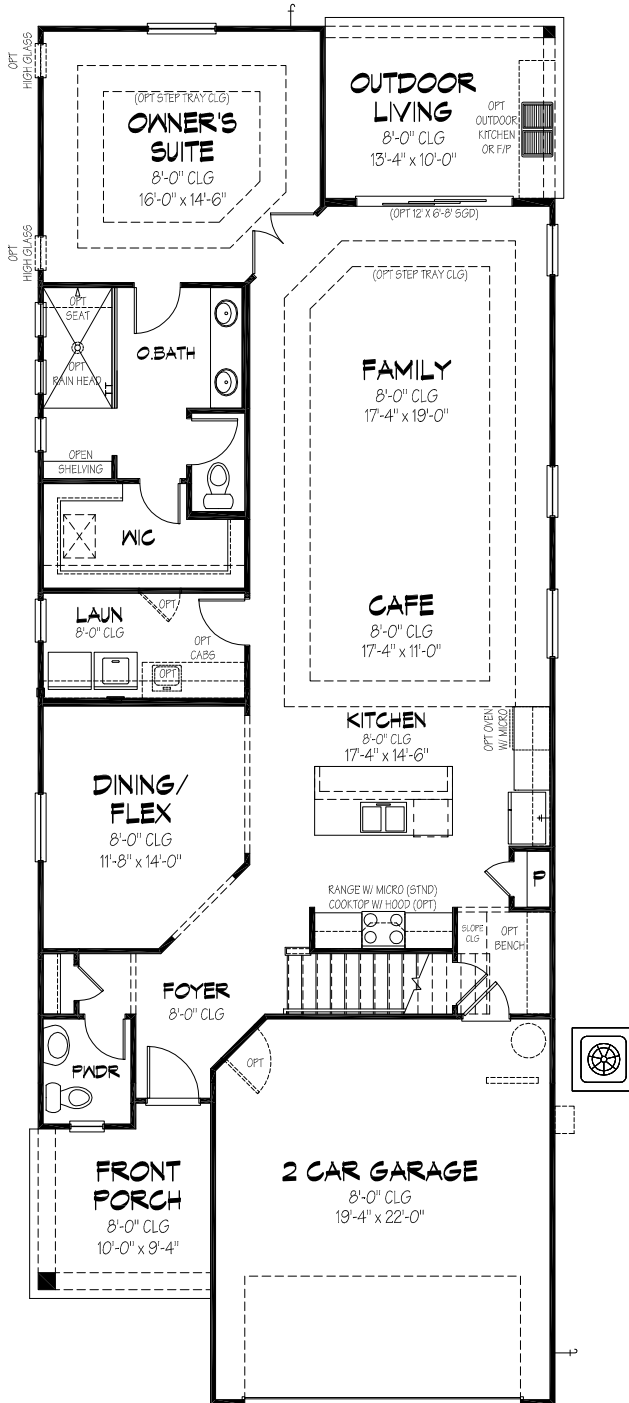 OPT
HIGH GLASS
(OPT STEP TRAY CLG)
OWNER'S
SUITE
8'-0" CLG
16'-0" x 14'-6"
OUTDOOR
LIVING
8'-0" CLG
13'-4" x 10'-0"
OPT
OUTDOOR
KITCHEN
OR F/P
(OPT 12' X 6'-8' SGD)
OPT
HIGH GLASS
OPT
SEAT
OPT
RAIN HEAD
O.BATH
OPEN
SHELVING
WIC
(OPT STEP TRAY CLG)
FAMILY
8'-0" CLG
17'-4" x 19'-0"
CAFE
8'-0" CLG
17'-4" x 11'-0"
LAUN
8'-0" CLG
OPT
OPT
CABS
OPT
KITCHEN
8'-0" CLG
17'-4" x 14'-6"
OPT OVEN
W/ MICRO
DINING/
FLEX
8'-0" CLG
11'-8" x 14'-0"
RANGE W/ MICRO (STND)
COOKTOP W/ HOOD (OPT)
SLOPE
CLG
OPT
BENCH
FOYER
8'-0" CLG
PWDR
OPT
FRONT
PORCH
8'-0" CLG
10'-0" x 9'-4"
2 CAR GARAGE
8'-0" CLG
19'-4" x 22'-0"